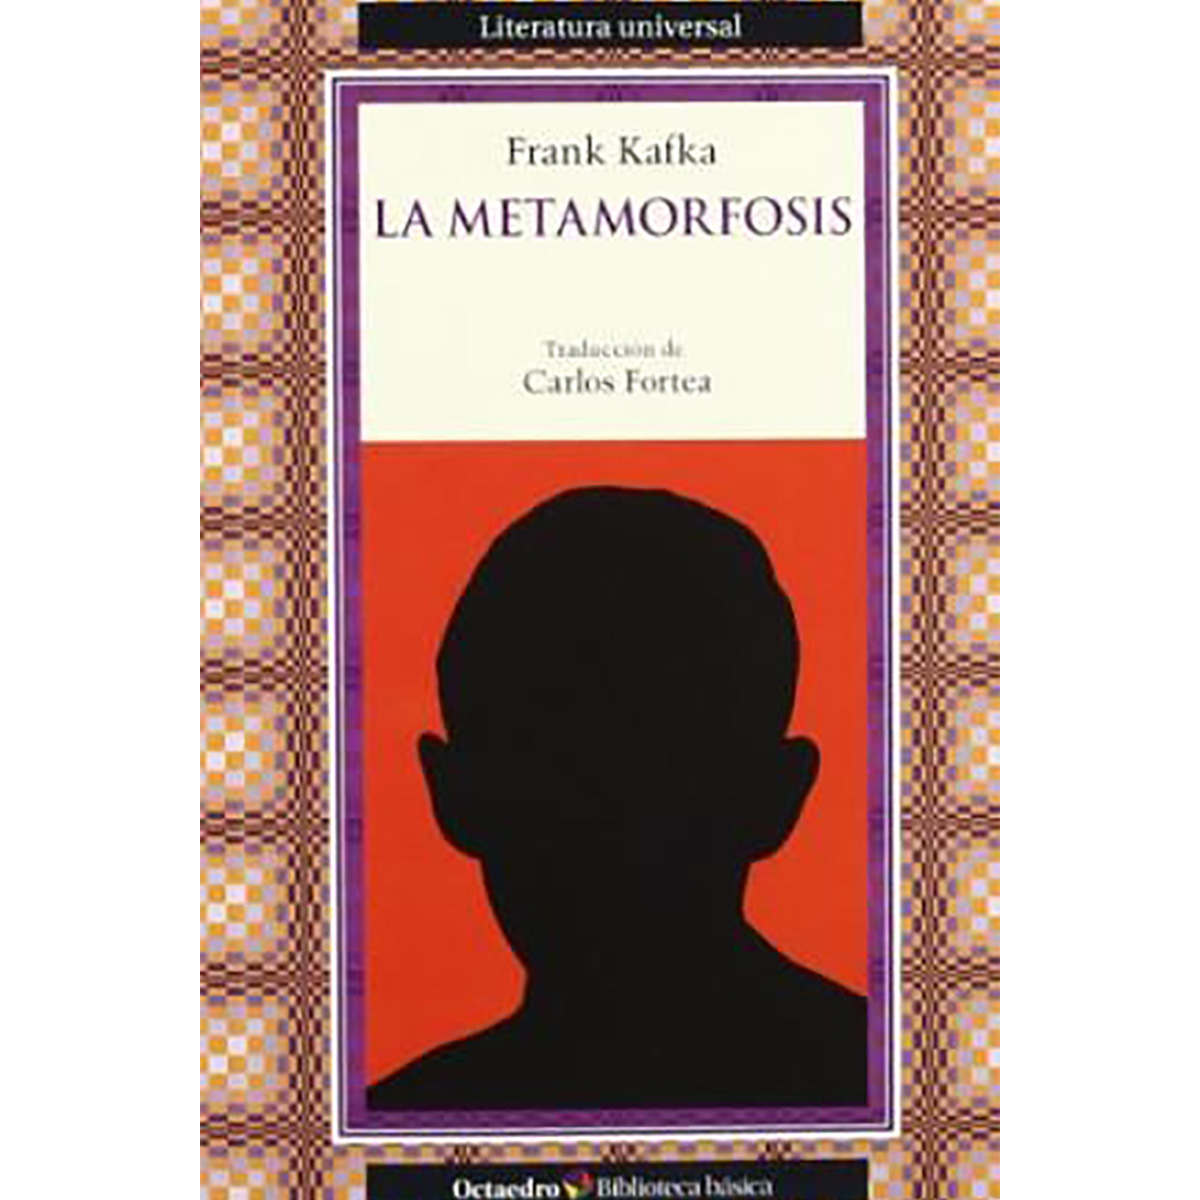 Literatura universal
Frank Kafka
LA METAMORFOSIS
Traducción de
Carlos Fortea
Octaedro Biblioteca básica